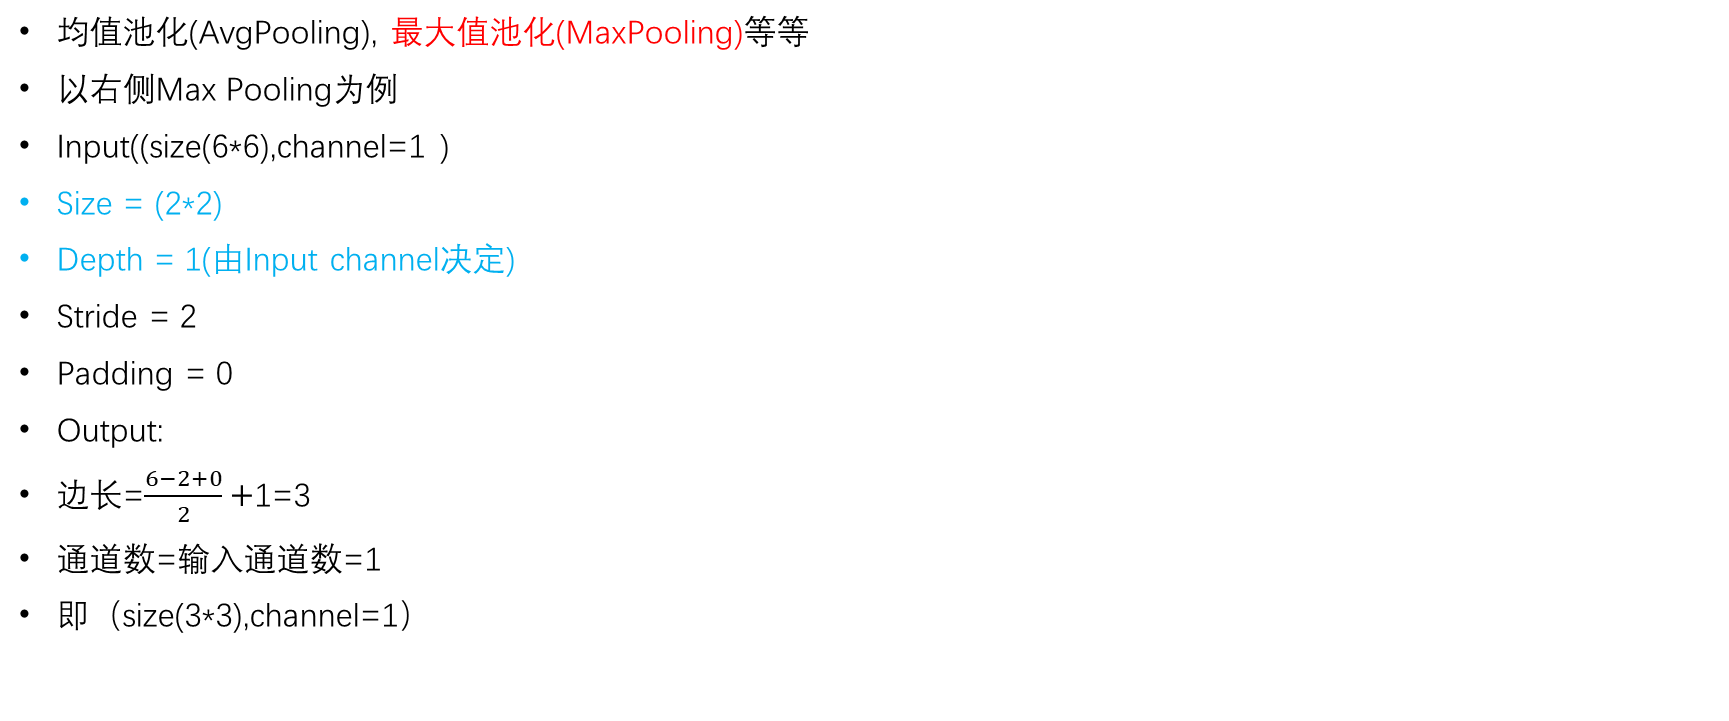 • 均值池化(AvgPooling), 最大值池化(MaxPooling)等等
• 以右侧Max Pooling为例
• Input((size(6*6),channel=1 )
• Size = (2*2)
• Depth = 1(由Input channel决定)
• Stride = 2
• Padding = 0
• Output:
• 边长=\frac{6-2+0}{2}+1=3
• 通道数=输入通道数=1
• 即（size(3*3),channel=1）